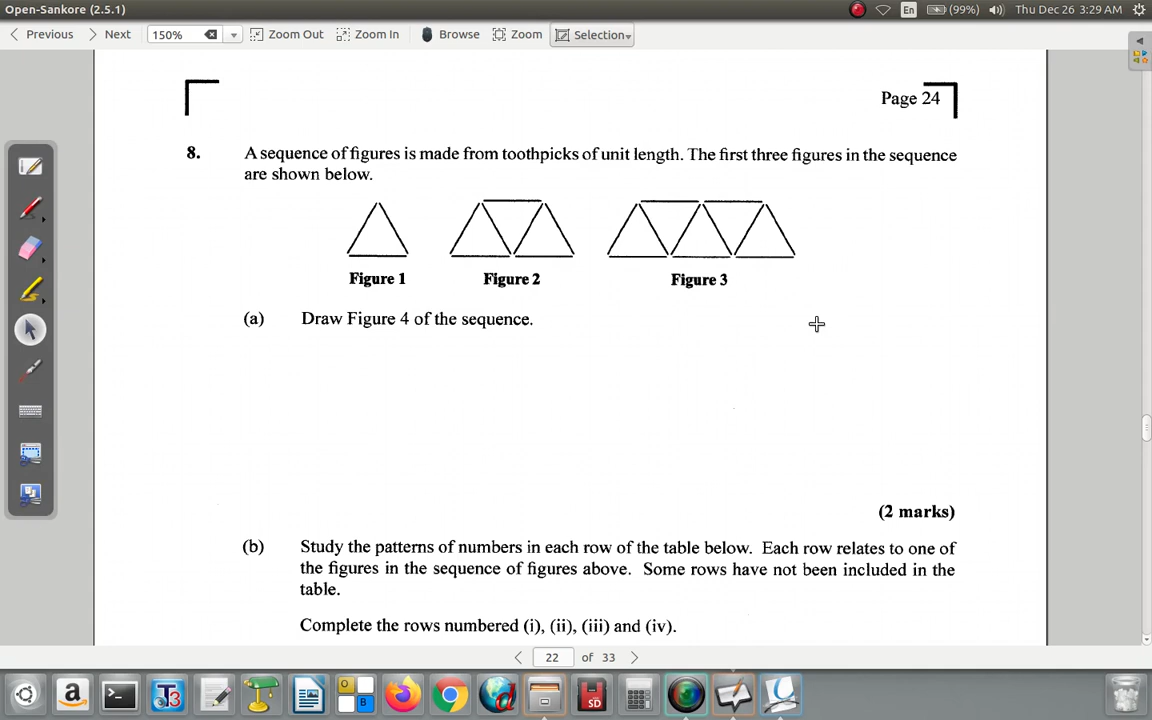 Open-Sankore (2.5.1)
En (99%) Thu Dec 26 3:29 AM
Previous Next 150% Zoom Out Zoom In Browse Zoom Selection
Page 24
8. A sequence of figures is made from toothpicks of unit length. The first three figures in the sequence
are shown below.
Figure 1 Figure 2 Figure 3
(a) Draw Figure 4 of the sequence.
(2 marks)
(b) Study the patterns of numbers in each row of the table below. Each row relates to one of
the figures in the sequence of figures above. Some rows have not been included in the
table.
Complete the rows numbered (i), (ii), (iii) and (iv).
22 of 33